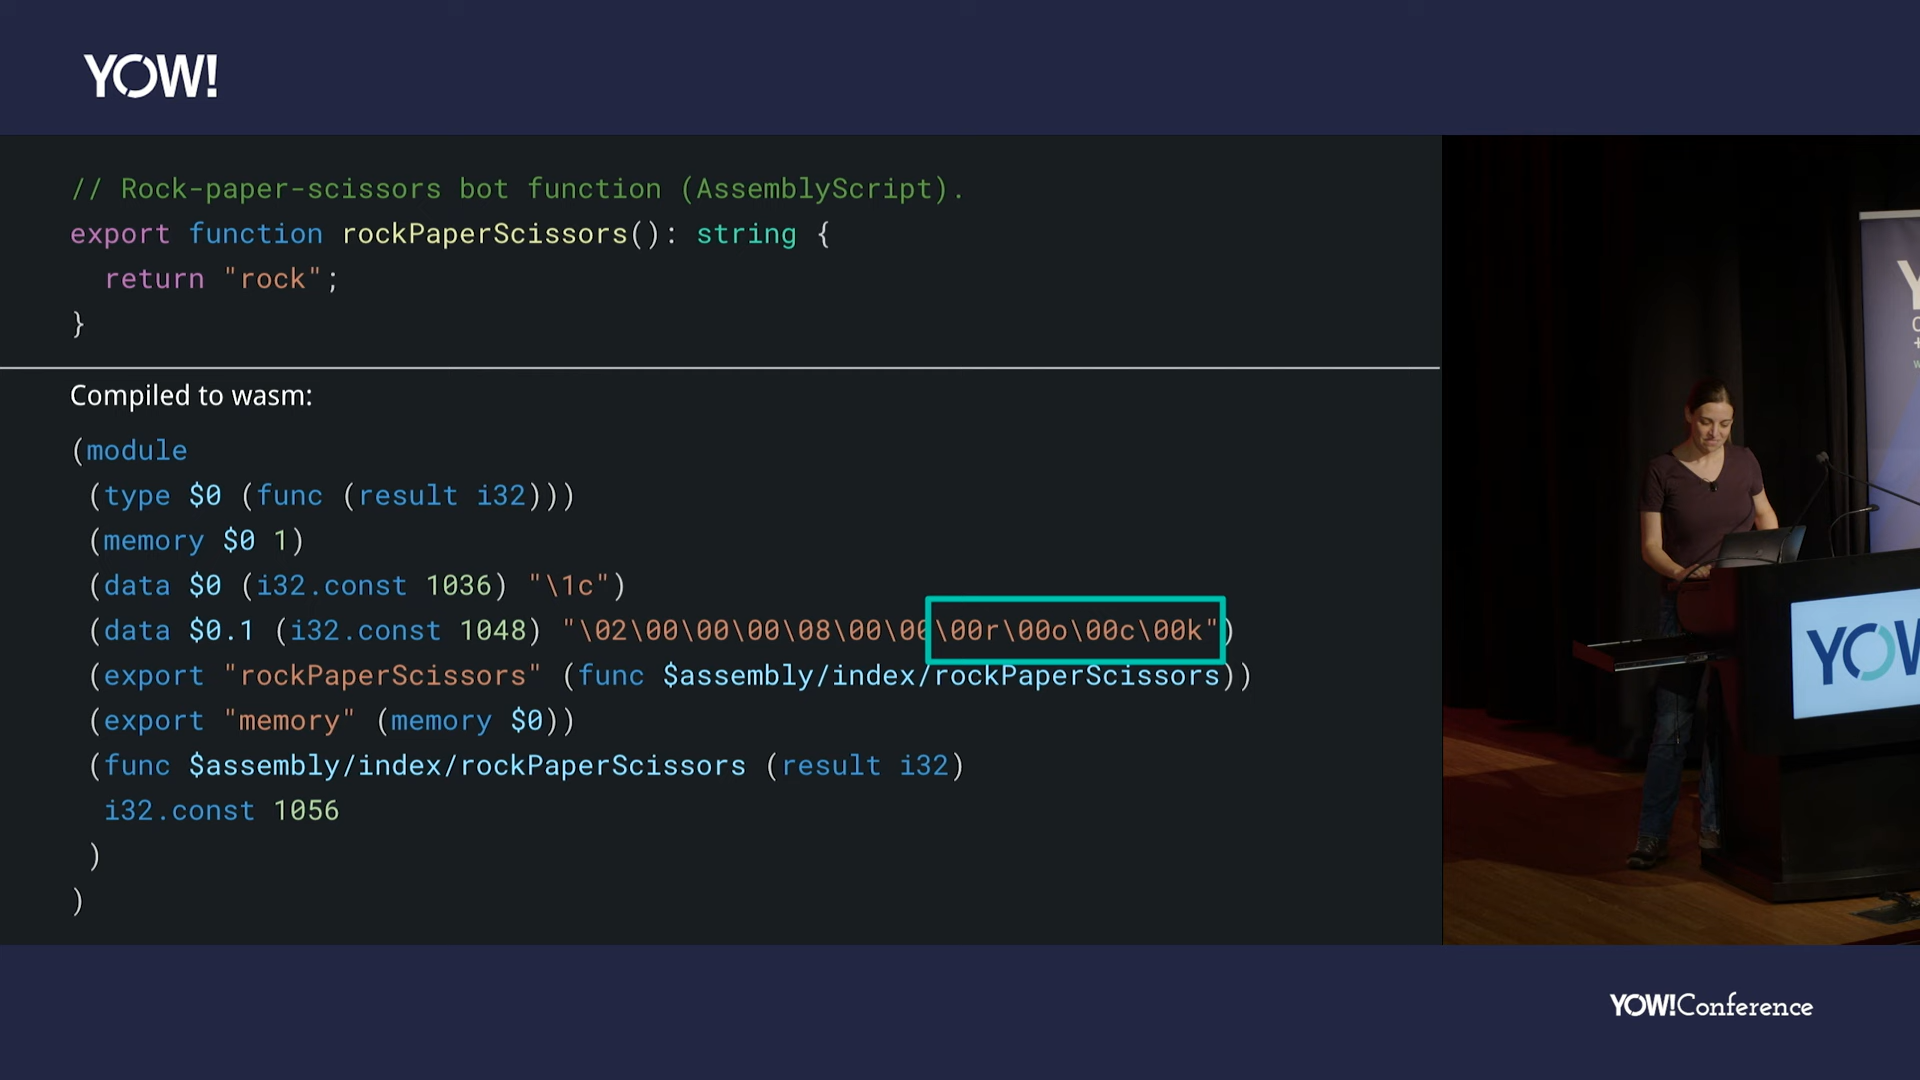 YOW!
// Rock-paper-scissors bot function (AssemblyScript).
export function rockPaperScissors(): string {
  return "rock";
}
Compiled to wasm:
(module
 (type $0 (func (result i32)))
 (memory $0 1)
 (data $0 (i32.const 1036) "\1c")
 (data $0.1 (i32.const 1048) "\02\00\00\00\08\00\00\00r\00o\00c\00k")
 (export "rockPaperScissors" (func $assembly/index/rockPaperScissors))
 (export "memory" (memory $0))
 (func $assembly/index/rockPaperScissors (result i32)
  i32.const 1056
 )
)
YOW
YOW!Conference